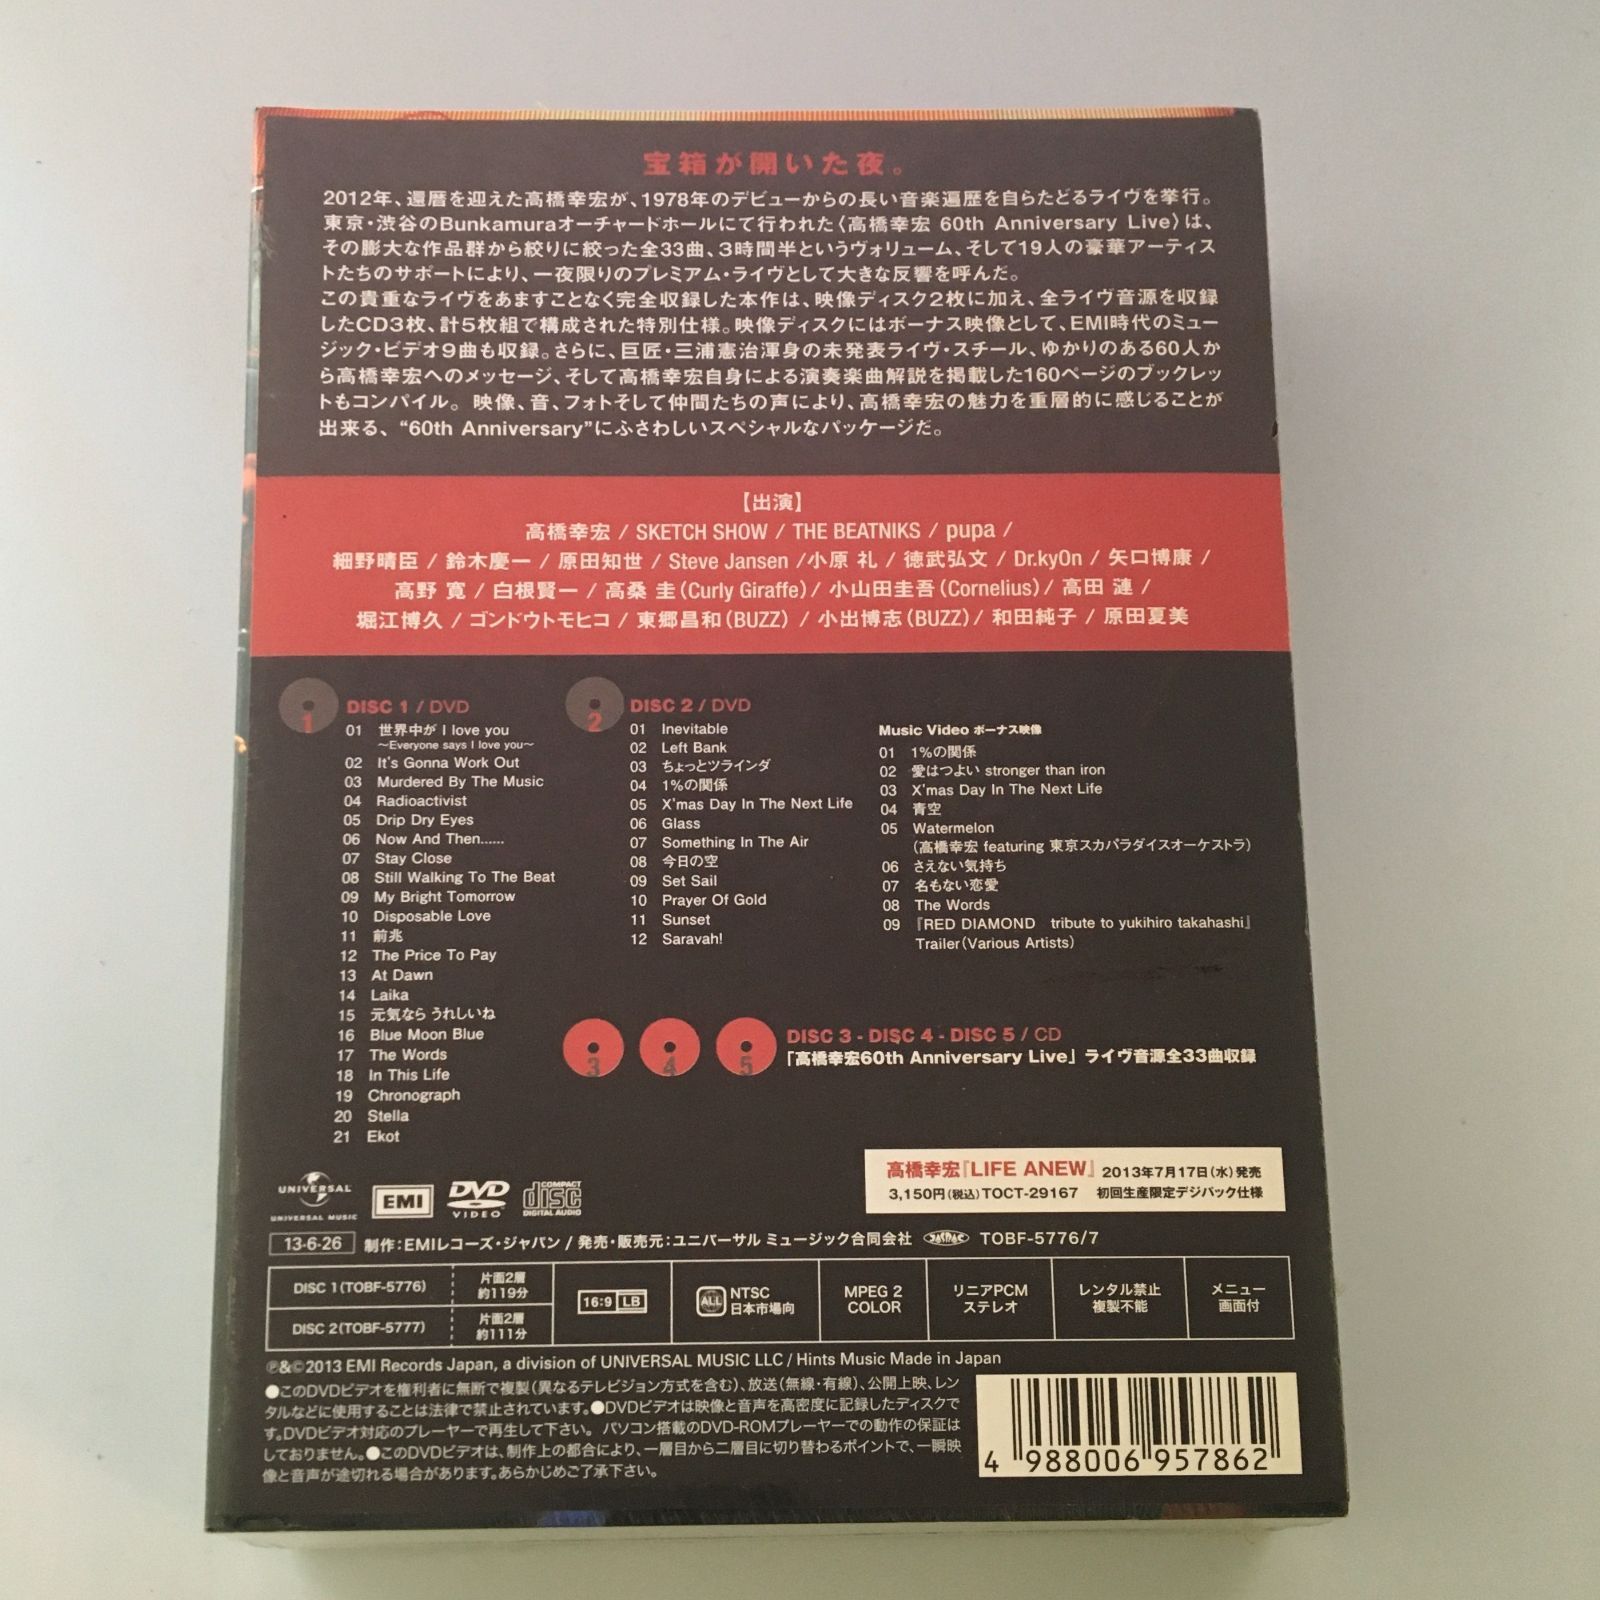 宝箱が開いた夜。
2012年、還暦を迎えた高橋幸宏が、1978年のデビューからの長い音楽遍歴を自らたどるライヴを挙行。
東京・渋谷のBunkamuraオーチャードホールにて行われた〈高橋幸宏 60th Anniversary Live〉は、
その膨大な作品群から絞りに絞った全33曲、3時間半というヴォリューム、そして19人の豪華アーティス
トたちのサポートにより、一夜限りのプレミアム・ライヴとして大きな反響を呼んだ。
この貴重なライヴをあますことなく完全収録した本作は、映像ディスク2枚に加え、全ライヴ音源を収録
したCD3枚、計5枚組で構成された特別仕様。映像ディスクにはボーナス映像として、EMI時代のミュー
ジック・ビデオ9曲も収録。さらに、巨匠・三浦憲治渾身の未発表ライヴ・スチール、ゆかりのある60人か
ら高橋幸宏へのメッセージ、そして高橋幸宏自身による演奏楽曲解説を掲載した160ページのブックレッ
トもコンパイル。映像、音、フォトそして仲間たちの声により、高橋幸宏の魅力を重層的に感じることが
出来る、“60th Anniversary”にふさわしいスペシャルなパッケージだ。
【出演】
高橋幸宏 / SKETCH SHOW / THE BEATNIKS / pupa /
細野晴臣 / 鈴木慶一 / 原田知世 / Steve Jansen / 小原 礼 / 徳武弘文 / Dr.kyOn / 矢口博康 /
高野 寛 / 白根賢一 / 高桑 圭(Curly Giraffe) / 小山田圭吾(Cornelius) / 高田 漣 /
堀江博久 / ゴンドウトモヒコ / 東郷昌和(BUZZ) / 小出博志(BUZZ) / 和田純子 / 原田夏美
1 DISC 1 / DVD
01 世界中が I love you
～Everyone says I love you～
02 It's Gonna Work Out
03 Murdered By The Music
04 Radioactivist
05 Drip Dry Eyes
06 Now And Then......
07 Stay Close
08 Still Walking To The Beat
09 My Bright Tomorrow
10 Disposable Love
11 前兆
12 The Price To Pay
13 At Dawn
14 Laika
15 元気なら うれしいね
16 Blue Moon Blue
17 The Words
18 In This Life
19 Chronograph
20 Stella
21 Ekot
2 DISC 2 / DVD
01 Inevitable
02 Left Bank
03 ちょっとツラインダ
04 1%の関係
05 X'mas Day In The Next Life
06 Glass
07 Something In The Air
08 今日の空
09 Set Sail
10 Prayer Of Gold
11 Sunset
12 Saravah!
Music Video ボーナス映像
01 1%の関係
02 愛はつよい stronger than iron
03 X'mas Day In The Next Life
04 青空
05 Watermelon
(高橋幸宏 featuring 東京スカパラダイスオーケストラ)
06 さえない気持ち
07 名もない恋愛
08 The Words
09 『RED DIAMOND tribute to yukihiro takahashi』
Trailer(Various Artists)
3 4 5 DISC 3 - DISC 4 - DISC 5 / CD
「高橋幸宏60th Anniversary Live」ライヴ音源全33曲収録
高橋幸宏『LIFE ANEW』 2013年7月17日(水)発売
3,150円(税込) TOCT-29167 初回生産限定デジパック仕様
UNIVERSAL
UNIVERSAL MUSIC
EMI
DVD VIDEO
COMPACT disc DIGITAL AUDIO
13-6-26 制作：EMIレコーズ・ジャパン / 発売・販売元：ユニバーサル ミュージック合同会社 JASRAC TOBF-5776/7
DISC 1(TOBF-5776) 片面2層 約119分
DISC 2(TOBF-5777) 片面2層 約111分
16:9 LB
ALL NTSC 日本市場向
MPEG 2 COLOR
リニアPCM ステレオ
レンタル禁止 複製不能
メニュー 画面付
℗&©2013 EMI Records Japan, a division of UNIVERSAL MUSIC LLC / Hints Music Made in Japan
●このDVDビデオを権利者に無断で複製(異なるテレビジョン方式を含む)、放送(無線・有線)、公開上映、レン
タルなどに使用することは法律で禁止されています。●DVDビデオは映像と音声を高密度に記録したディスクで
す。DVDビデオ対応のプレーヤーで再生して下さい。 パソコン搭載のDVD-ROMプレーヤーでの動作の保証は
しておりません。●このDVDビデオは、制作上の都合により、一層目から二層目に切り替わるポイントで、一瞬映
像と音声が途切れる場合があります。あらかじめご了承下さい。
4 988006 957862